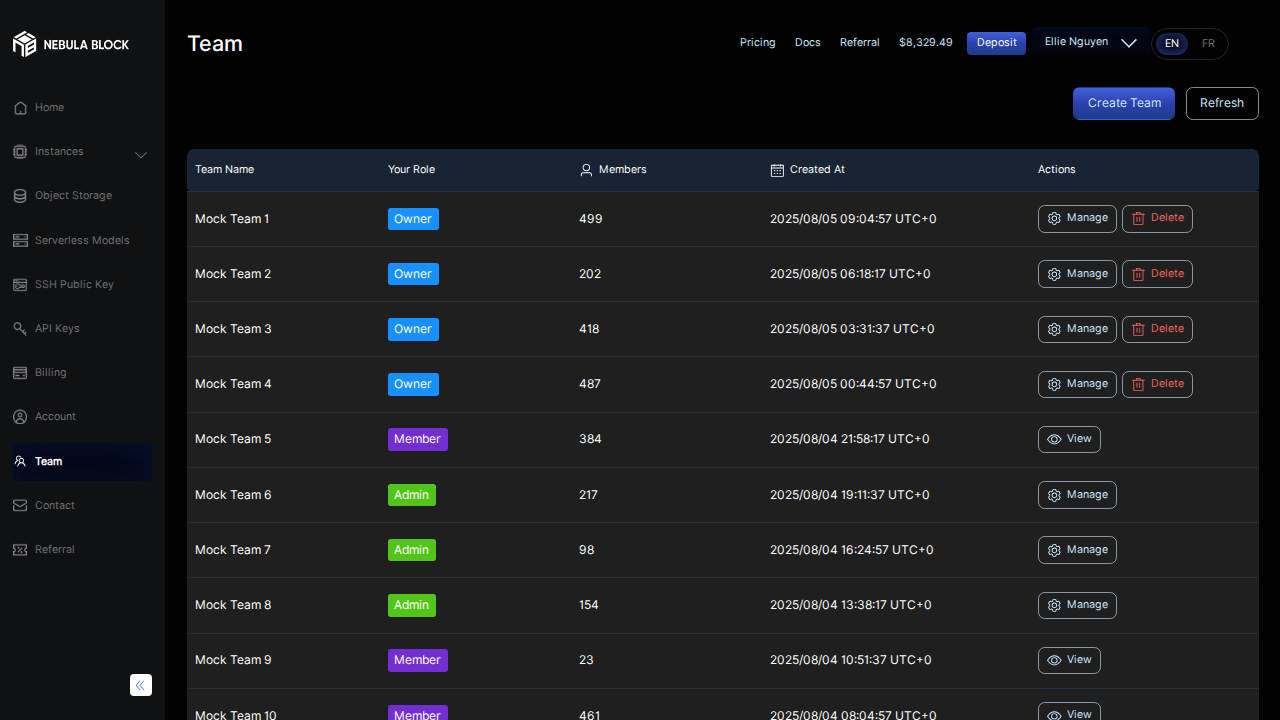 NEBULA BLOCK
Team
Pricing Docs Referral $8,329.49 Deposit Ellie Nguyen EN FR
Home
Instances
Object Storage
Serverless Models
SSH Public Key
API Keys
Billing
Account
Team
Contact
Referral
Create Team Refresh
Team Name Your Role Members Created At Actions
Mock Team 1 Owner 499 2025/08/05 09:04:57 UTC+0 Manage Delete
Mock Team 2 Owner 202 2025/08/05 06:18:17 UTC+0 Manage Delete
Mock Team 3 Owner 418 2025/08/05 03:31:37 UTC+0 Manage Delete
Mock Team 4 Owner 487 2025/08/05 00:44:57 UTC+0 Manage Delete
Mock Team 5 Member 384 2025/08/04 21:58:17 UTC+0 View
Mock Team 6 Admin 217 2025/08/04 19:11:37 UTC+0 Manage
Mock Team 7 Admin 98 2025/08/04 16:24:57 UTC+0 Manage
Mock Team 8 Admin 154 2025/08/04 13:38:17 UTC+0 Manage
Mock Team 9 Member 23 2025/08/04 10:51:37 UTC+0 View
Mock Team 10 Member 461 2025/08/04 08:04:57 UTC+0 View